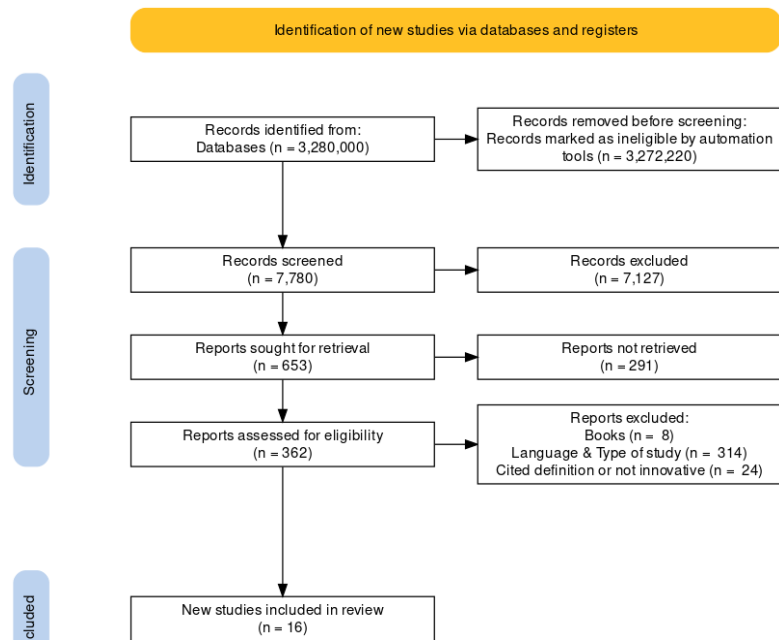 Identification of new studies via databases and registers
Identification
Records identified from:
Databases (n = 3,280,000)
Records removed before screening:
Records marked as ineligible by automation
tools (n = 3,272,220)
Screening
Records screened
(n = 7,780)
Records excluded
(n = 7,127)
Reports sought for retrieval
(n = 653)
Reports not retrieved
(n = 291)
Reports assessed for eligibility
(n = 362)
Reports excluded:
Books (n = 8)
Language & Type of study (n = 314)
Cited definition or not innovative (n = 24)
New studies included in review
(n = 16)